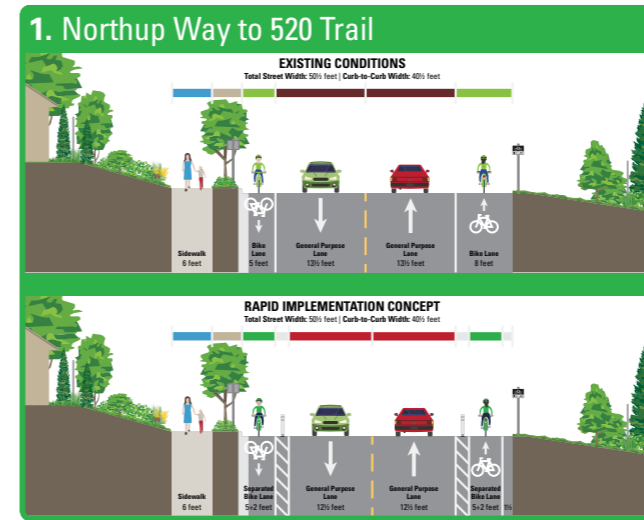 1. Northup Way to 520 Trail
EXISTING CONDITIONS
Total Street Width: 50½ feet | Curb-to-Curb Width: 40½ feet
Sidewalk
6 feet
Bike
Lane
5 feet
General Purpose
Lane
13½ feet
General Purpose
Lane
13½ feet
Bike Lane
8 feet
RAPID IMPLEMENTATION CONCEPT
Total Street Width: 50½ feet | Curb-to-Curb Width: 40½ feet
Sidewalk
6 feet
Separated
Bike Lane
5+2 feet
General Purpose
Lane
12½ feet
General Purpose
Lane
12½ feet
Separated
Bike Lane
5+2 feet
1½